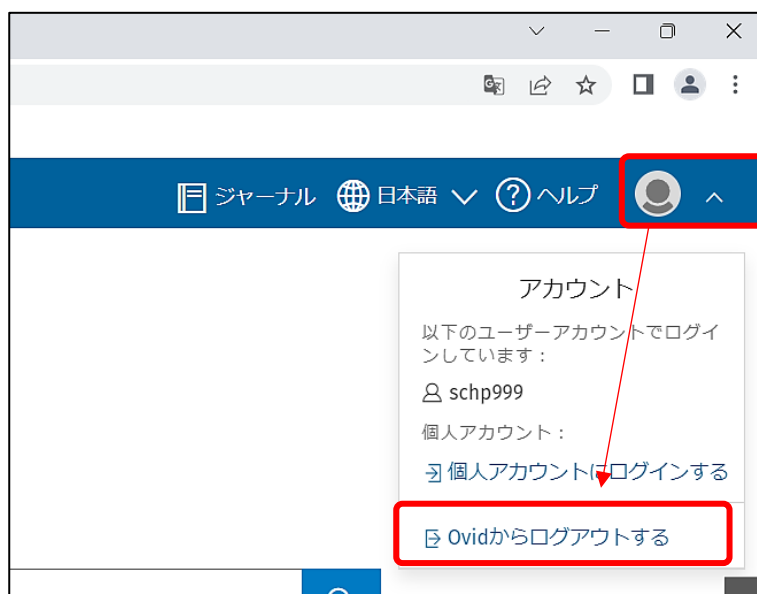 ジャーナル 日本語 ヘルプ
アカウント
以下のユーザーアカウントでログイ
ンしています：
schp999
個人アカウント：
個人アカウントにログインする
Ovidからログアウトする